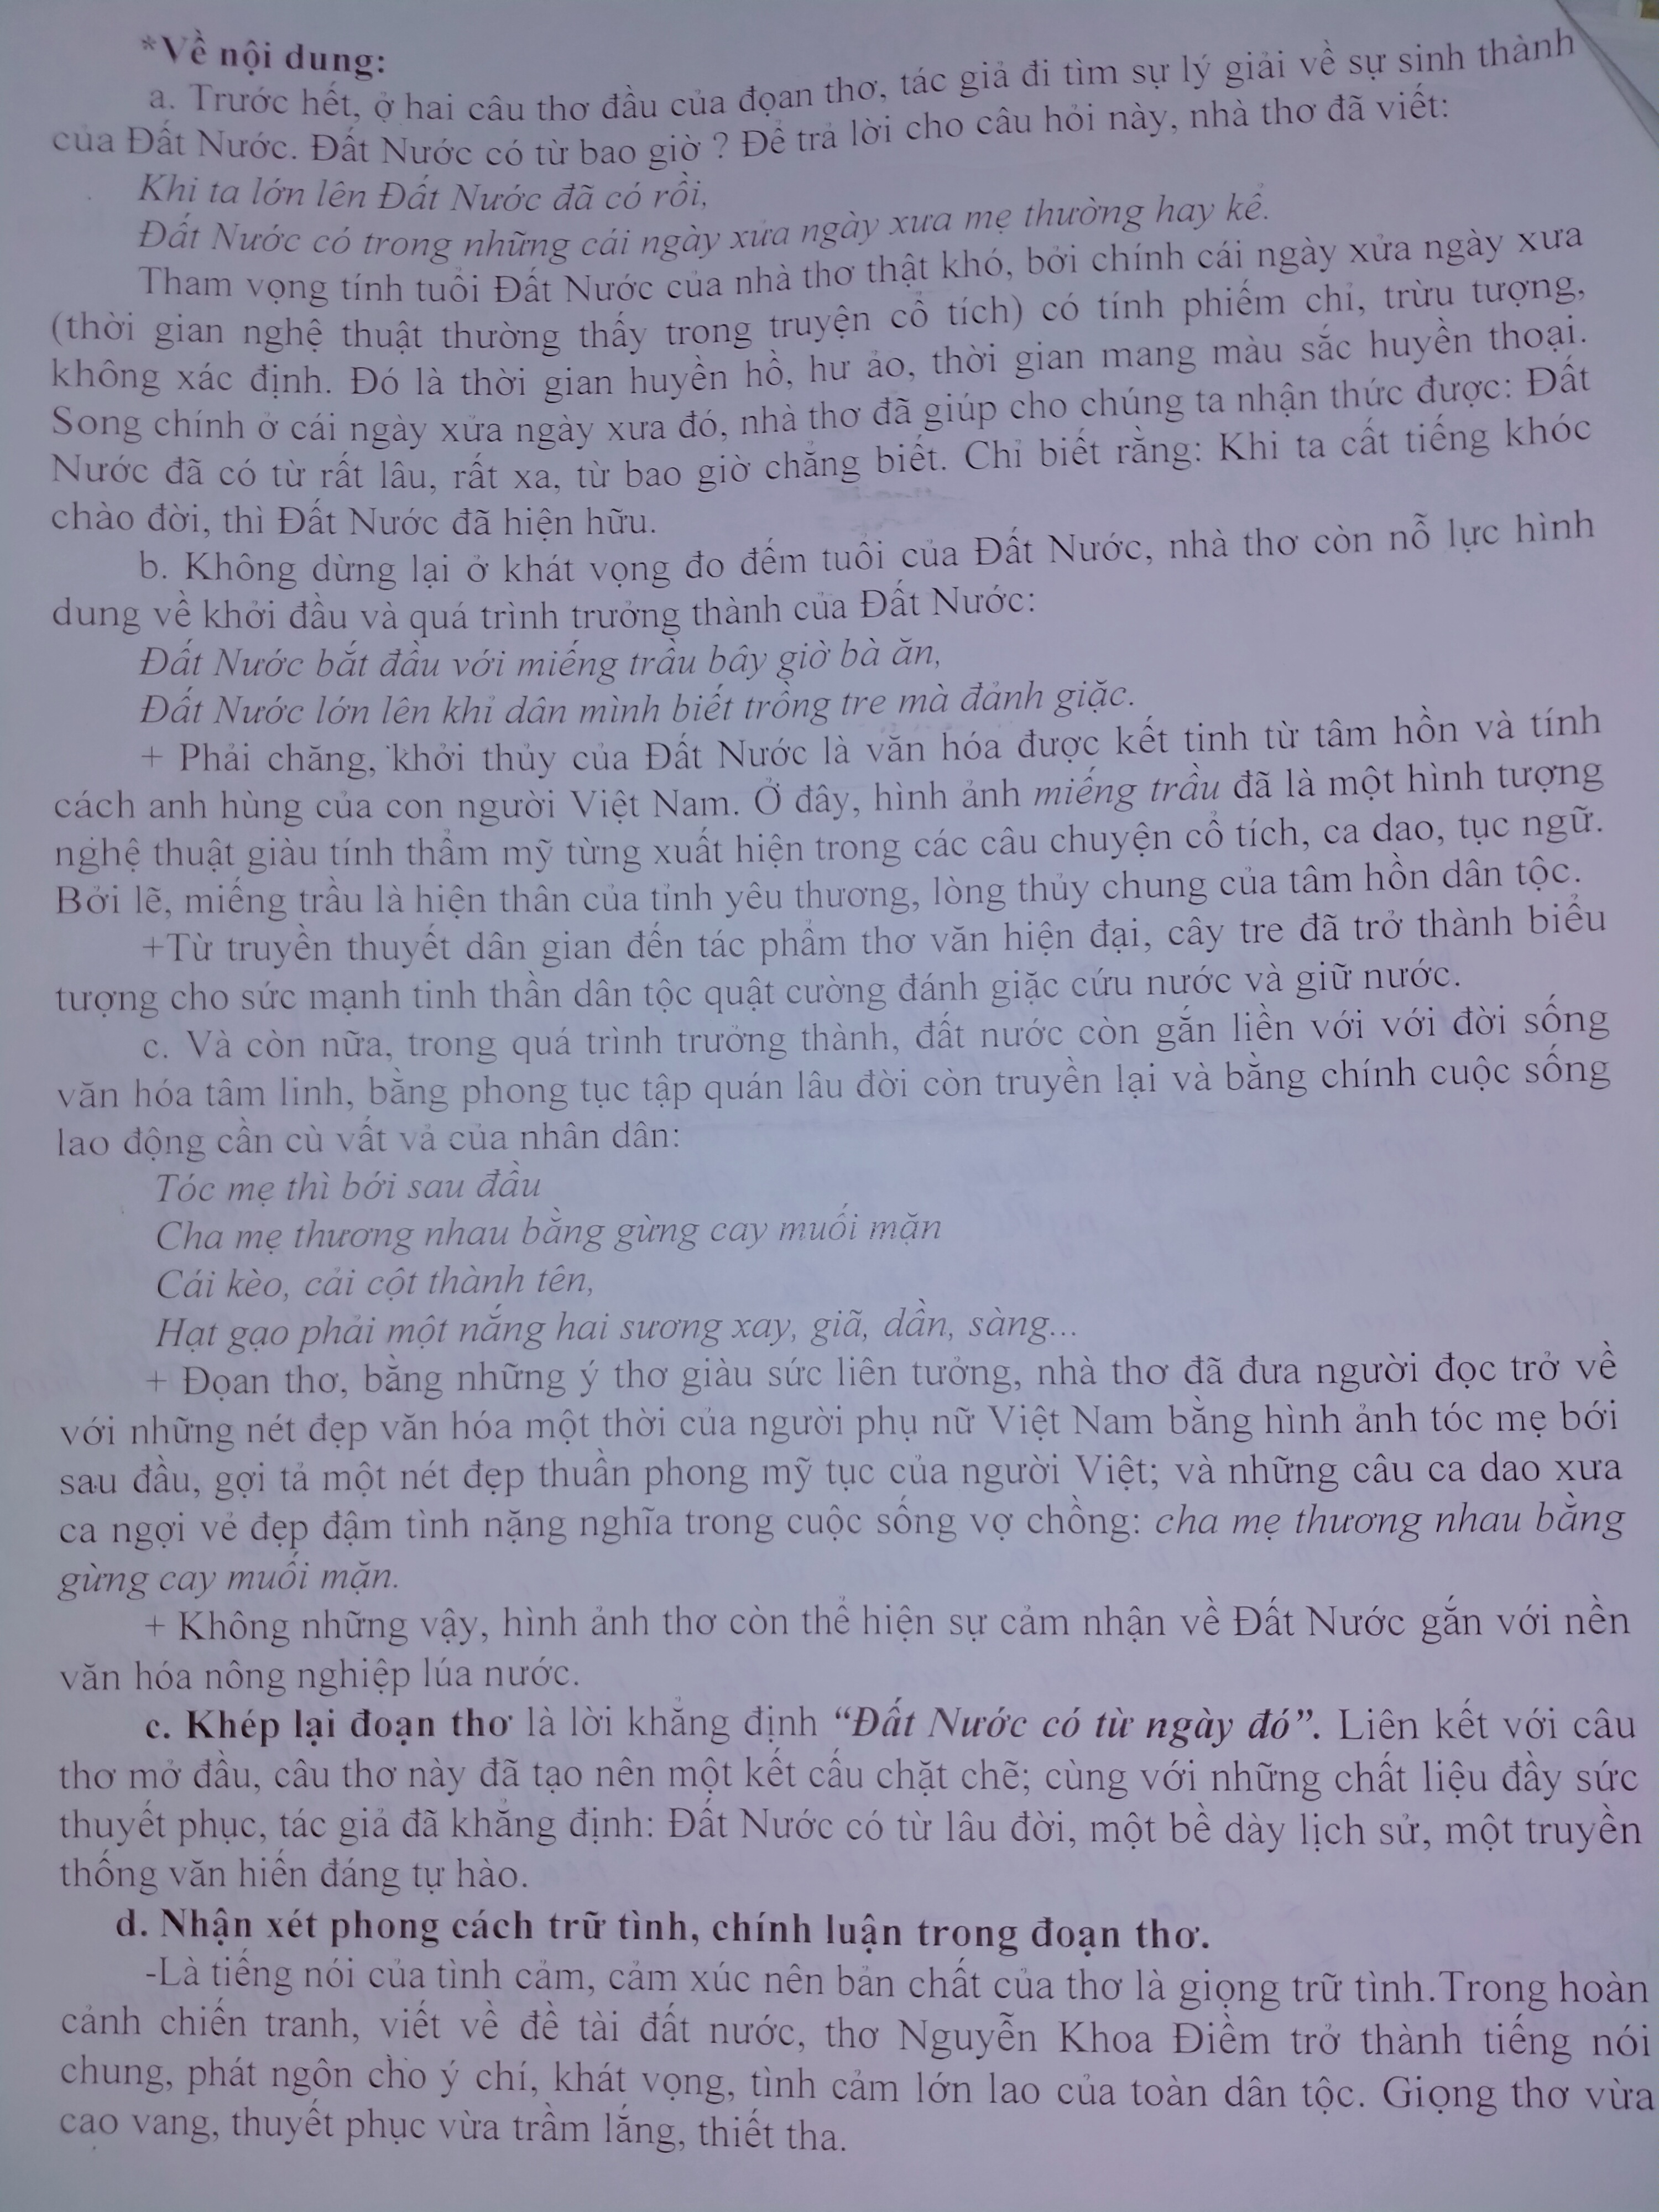 *Về nội dung:
a. Trước hết, ở hai câu thơ đầu của đọan thơ, tác giả đi tìm sự lý giải về sự sinh thành
của Đất Nước. Đất Nước có từ bao giờ ? Để trả lời cho câu hỏi này, nhà thơ đã viết:
Khi ta lớn lên Đất Nước đã có rồi,
Đất Nước có trong những cái ngày xửa ngày xưa mẹ thường hay kể.
Tham vọng tính tuổi Đất Nước của nhà thơ thật khó, bởi chính cái ngày xửa ngày xưa
(thời gian nghệ thuật thường thấy trong truyện cổ tích) có tính phiếm chỉ, trừu tượng,
không xác định. Đó là thời gian huyền hồ, hư ảo, thời gian mang màu sắc huyền thoại.
Song chính ở cái ngày xửa ngày xưa đó, nhà thơ đã giúp cho chúng ta nhận thức được: Đất
Nước đã có từ rất lâu, rất xa, từ bao giờ chẳng biết. Chỉ biết rằng: Khi ta cất tiếng khóc
chào đời, thì Đất Nước đã hiện hữu.
b. Không dừng lại ở khát vọng đo đếm tuổi của Đất Nước, nhà thơ còn nỗ lực hình
dung về khởi đầu và quá trình trưởng thành của Đất Nước:
Đất Nước bắt đầu với miếng trầu bây giờ bà ăn,
Đất Nước lớn lên khi dân mình biết trồng tre mà đánh giặc.
+ Phải chăng, khởi thủy của Đất Nước là văn hóa được kết tinh từ tâm hồn và tính
cách anh hùng của con người Việt Nam. Ở đây, hình ảnh miếng trầu đã là một hình tượng
nghệ thuật giàu tính thẩm mỹ từng xuất hiện trong các câu chuyện cổ tích, ca dao, tục ngữ.
Bởi lẽ, miếng trầu là hiện thân của tình yêu thương, lòng thủy chung của tâm hồn dân tộc.
+Từ truyền thuyết dân gian đến tác phẩm thơ văn hiện đại, cây tre đã trở thành biểu
tượng cho sức mạnh tinh thần dân tộc quật cường đánh giặc cứu nước và giữ nước.
c. Và còn nữa, trong quá trình trưởng thành, đất nước còn gắn liền với với đời sống
văn hóa tâm linh, bằng phong tục tập quán lâu đời còn truyền lại và bằng chính cuộc sống
lao động cần cù vất vả của nhân dân:
Tóc mẹ thì bới sau đầu
Cha mẹ thương nhau bằng gừng cay muối mặn
Cái kèo, cái cột thành tên,
Hạt gạo phải một nắng hai sương xay, giã, dần, sàng...
+ Đọan thơ, bằng những ý thơ giàu sức liên tưởng, nhà thơ đã đưa người đọc trở về
với những nét đẹp văn hóa một thời của người phụ nữ Việt Nam bằng hình ảnh tóc mẹ bới
sau đầu, gợi tả một nét đẹp thuần phong mỹ tục của người Việt; và những câu ca dao xưa
ca ngợi vẻ đẹp đậm tình nặng nghĩa trong cuộc sống vợ chồng: cha mẹ thương nhau bằng
gừng cay muối mặn.
+ Không những vậy, hình ảnh thơ còn thể hiện sự cảm nhận về Đất Nước gắn với nền
văn hóa nông nghiệp lúa nước.
c. Khép lại đoạn thơ là lời khẳng định “Đất Nước có từ ngày đó”. Liên kết với câu
thơ mở đầu, câu thơ này đã tạo nên một kết cấu chặt chẽ; cùng với những chất liệu đầy sức
thuyết phục, tác giả đã khẳng định: Đất Nước có từ lâu đời, một bề dày lịch sử, một truyền
thống văn hiến đáng tự hào.
d. Nhận xét phong cách trữ tình, chính luận trong đoạn thơ.
-Là tiếng nói của tình cảm, cảm xúc nên bản chất của thơ là giọng trữ tình.Trong hoàn
cảnh chiến tranh, viết về đề tài đất nước, thơ Nguyễn Khoa Điềm trở thành tiếng nói
chung, phát ngôn cho ý chí, khát vọng, tình cảm lớn lao của toàn dân tộc. Giọng thơ vừa
cao vang, thuyết phục vừa trầm lắng, thiết tha.